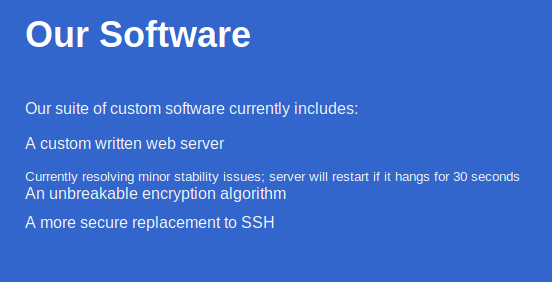 Our Software
Our suite of custom software currently includes:
A custom written web server
Currently resolving minor stability issues; server will restart if it hangs for 30 seconds
An unbreakable encryption algorithm
A more secure replacement to SSH